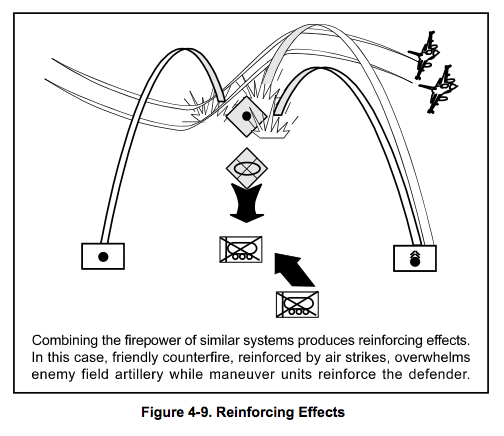 Combining the firepower of similar systems produces reinforcing effects.
In this case, friendly counterfire, reinforced by air strikes, overwhelms
enemy field artillery while maneuver units reinforce the defender.
Figure 4-9. Reinforcing Effects